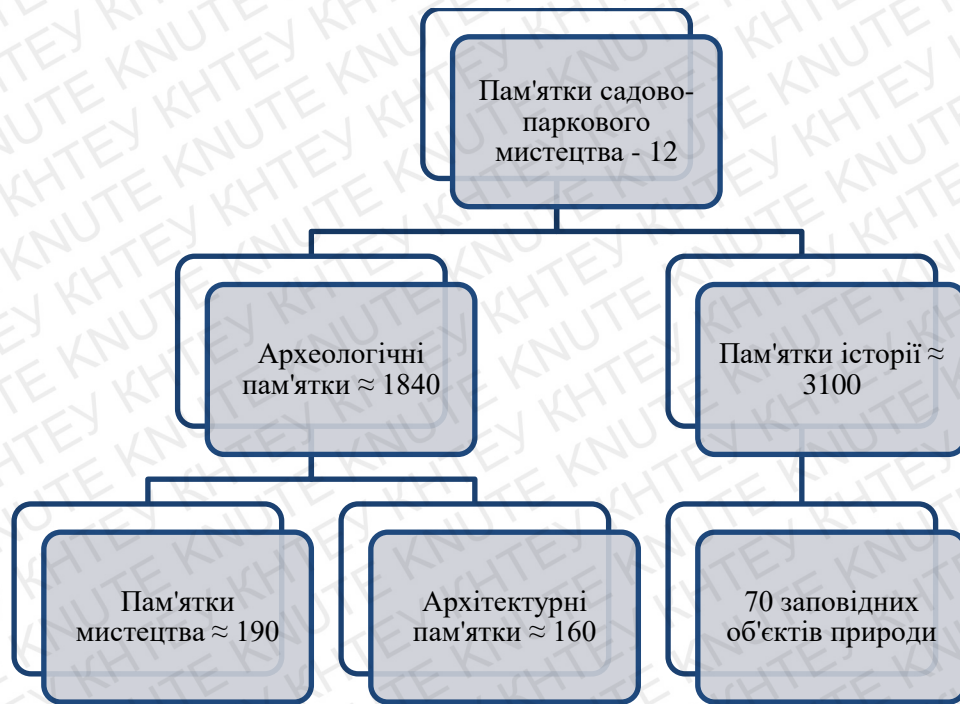 Пам'ятки садово-
паркового
мистецтва - 12
Археологічні
пам'ятки ≈ 1840
Пам'ятки історії ≈
3100
Пам'ятки
мистецтва ≈ 190
Архітектурні
пам'ятки ≈ 160
70 заповідних
об'єктів природи